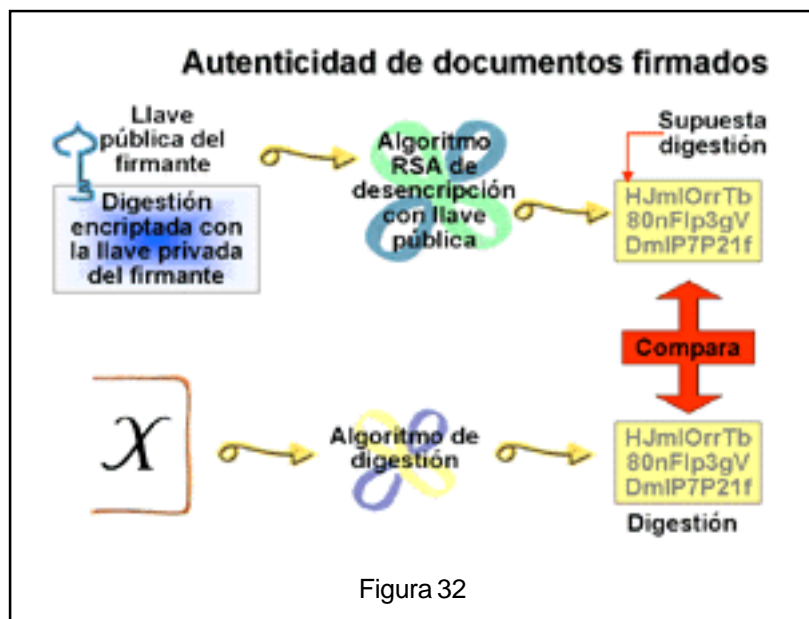 Autenticidad de documentos firmados
Llave
pública del
firmante
Digestión
encriptada con
la llave privada
del firmante
Algoritmo
RSA de
desencripción
con llave
pública
Supuesta
digestión
HJmlOrrTb
80nFlp3gV
DmlP7P21f
Compara
X
Algoritmo de
digestión
HJmlOrrTb
80nFlp3gV
DmlP7P21f
Digestión
Figura 32